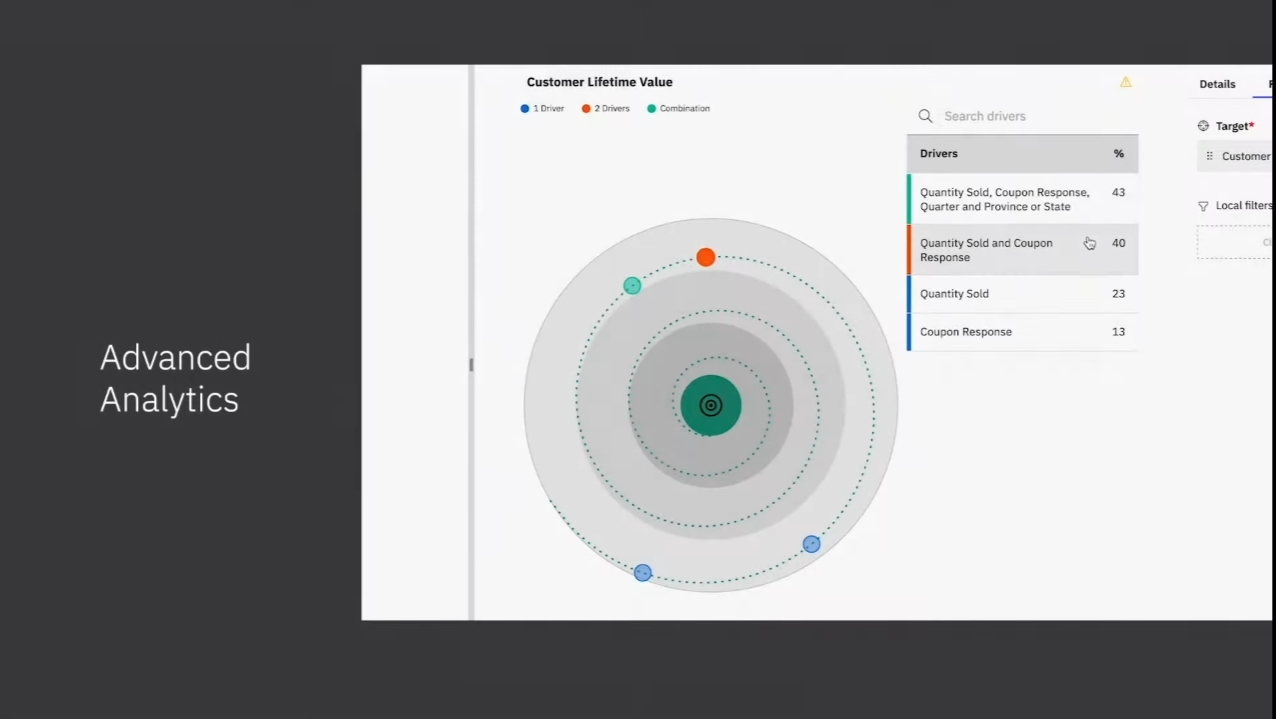 Advanced
Analytics
Customer Lifetime Value
1 Driver 2 Drivers Combination
Search drivers
Drivers %
Quantity Sold, Coupon Response, 43
Quarter and Province or State
Quantity Sold and Coupon 40
Response
Quantity Sold 23
Coupon Response 13
Details
Target*
Customer
Local filters